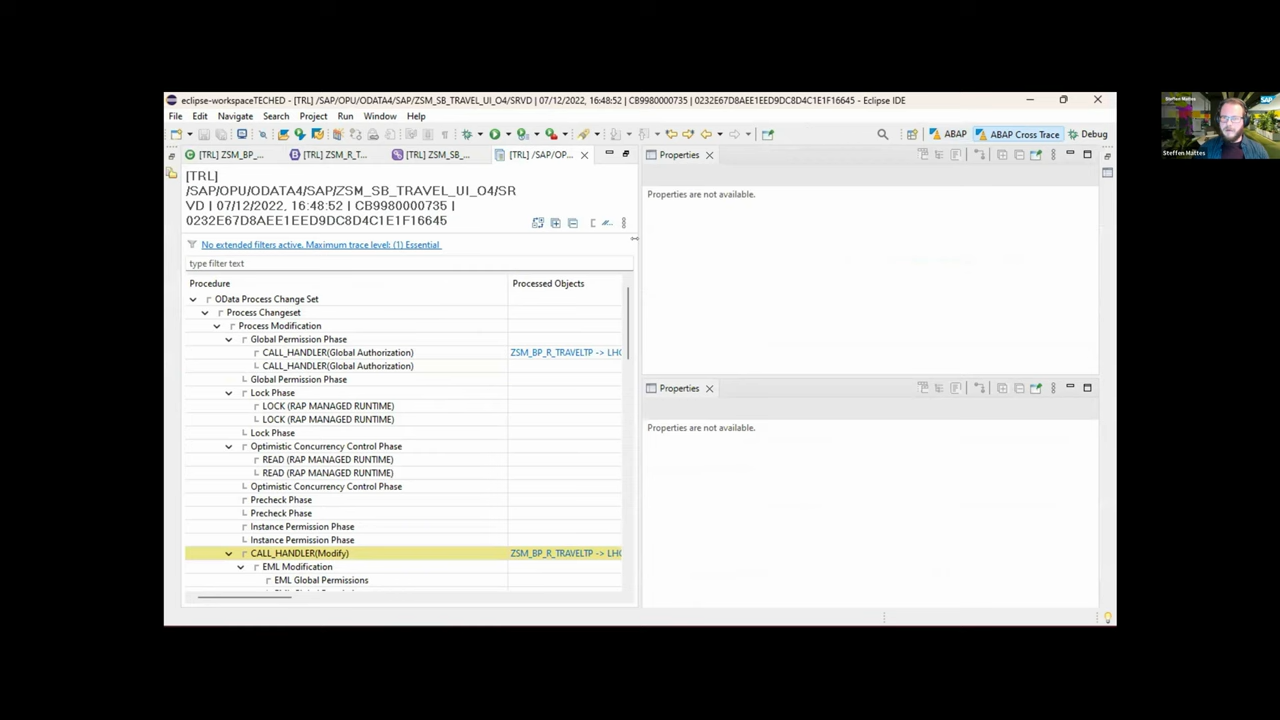 eclipse-workspaceTECHED - [TRL] /SAP/OPU/ODATA4/SAP/ZSM_SB_TRAVEL_UI_O4/SRVD | 07/12/2022, 16:48:52 | CB9980000735 | 0232E67D8AEE1EED9DC8D4C1E1F16645 - Eclipse IDE
File Edit Navigate Search Project Run Window Help
ABAP ABAP Cross Trace Debug
[TRL] ZSM_BP_... [TRL] ZSM_R_T... [TRL] ZSM_SB_... [TRL] /SAP/OP...
[TRL]
/SAP/OPU/ODATA4/SAP/ZSM_SB_TRAVEL_UI_O4/SR
VD | 07/12/2022, 16:48:52 | CB9980000735 |
0232E67D8AEE1EED9DC8D4C1E1F16645
No extended filters active. Maximum trace level: (1) Essential
type filter text
Procedure Processed Objects
OData Process Change Set
Process Changeset
Process Modification
Global Permission Phase
CALL_HANDLER(Global Authorization) ZSM_BP_R_TRAVELTP -> LHC
CALL_HANDLER(Global Authorization)
Global Permission Phase
Lock Phase
LOCK (RAP MANAGED RUNTIME)
LOCK (RAP MANAGED RUNTIME)
Lock Phase
Optimistic Concurrency Control Phase
READ (RAP MANAGED RUNTIME)
READ (RAP MANAGED RUNTIME)
Optimistic Concurrency Control Phase
Precheck Phase
Precheck Phase
Instance Permission Phase
Instance Permission Phase
CALL_HANDLER(Modify) ZSM_BP_R_TRAVELTP -> LHC
EML Modification
EML Global Permissions
Properties
Properties are not available.
Properties
Properties are not available.
Steffen Mattes
SAP
Steffen Mattes